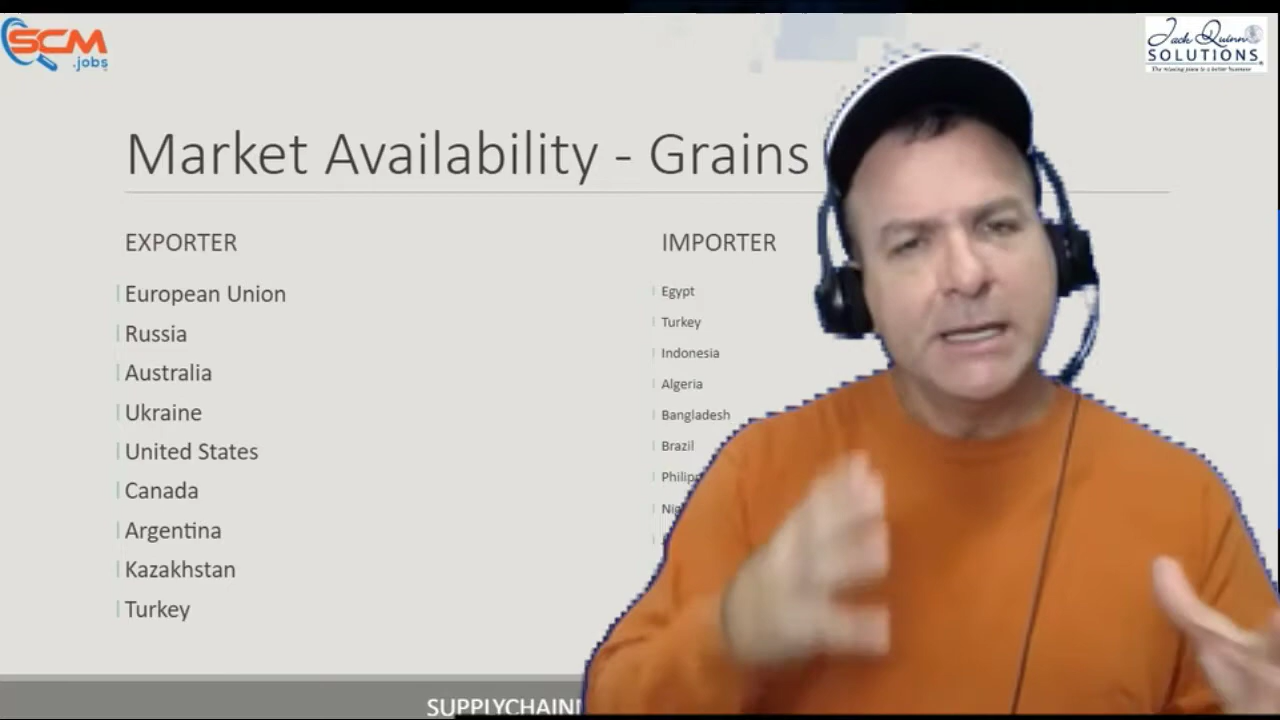 SCM
.jobs
Jack Quinn
SOLUTIONS
Market Availability - Grains
EXPORTER
European Union
Russia
Australia
Ukraine
United States
Canada
Argentina
Kazakhstan
Turkey
IMPORTER
Egypt
Turkey
Indonesia
Algeria
Bangladesh
Brazil